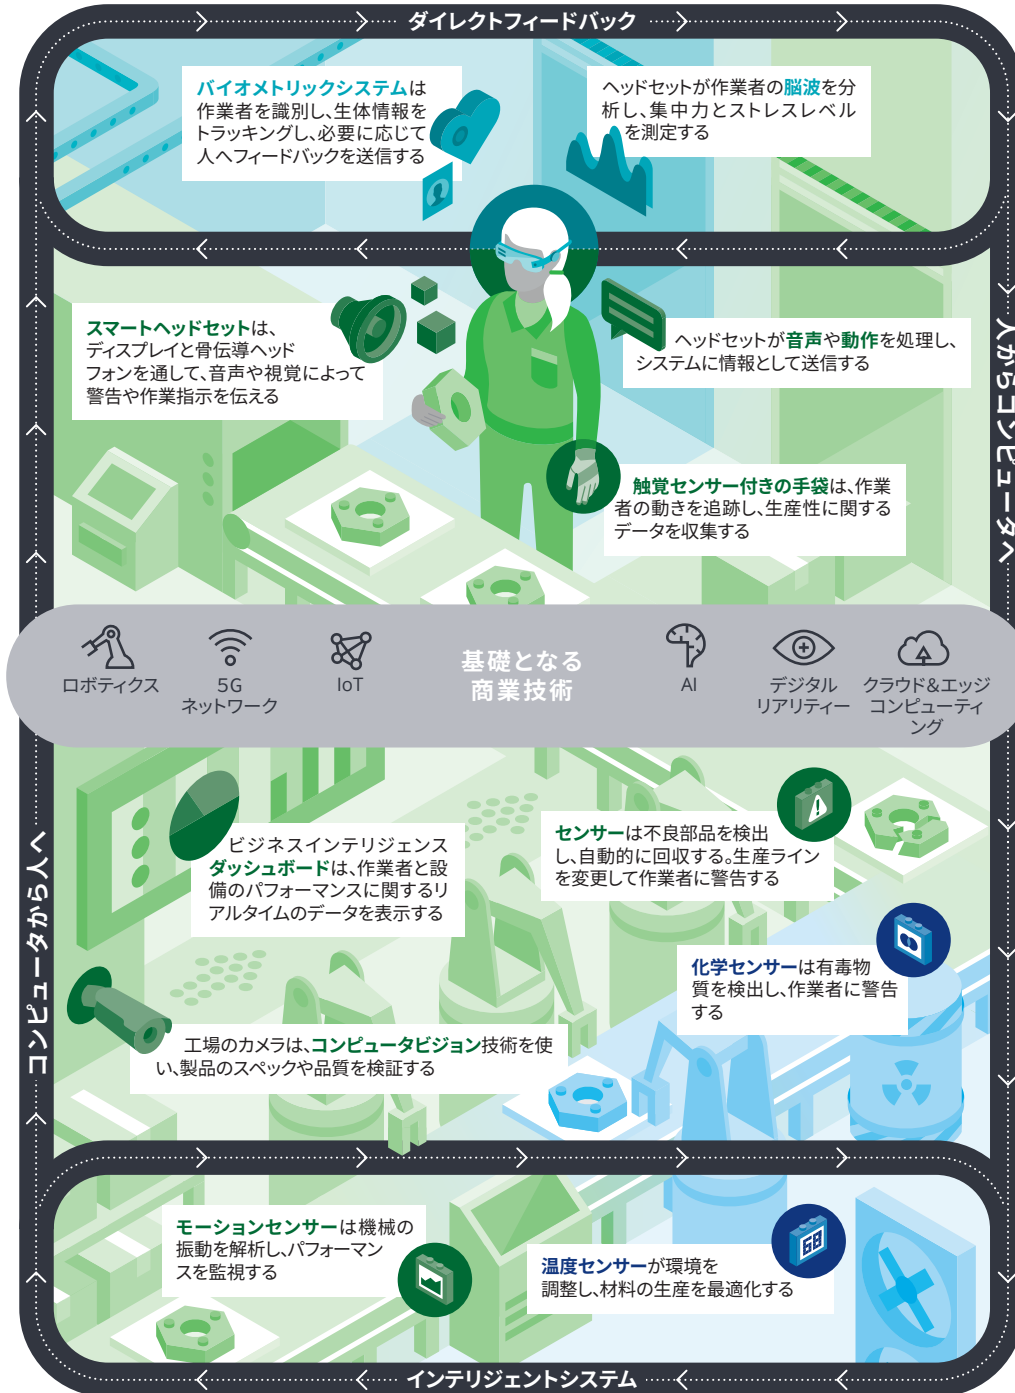 ダイレクトフィードバック
バイオメトリックシステムは
作業者を識別し、生体情報を
トラッキングし、必要に応じて
人へフィードバックを送信する
ヘッドセットが作業者の脳波を分
析し、集中力とストレスレベル
を測定する
スマートヘッドセットは、
ディスプレイと骨伝導ヘッド
フォンを通して、音声や視覚によって
警告や作業指示を伝える
ヘッドセットが音声や動作を処理し、
システムに情報として送信する
人からコンピュータへ
触覚センサー付きの手袋は、作業
者の動きを追跡し、生産性に関する
データを収集する
ロボティクス
5G
ネットワーク
IoT
基礎となる
商業技術
AI
デジタル
リアリティー
クラウド&エッジ
コンピューティ
ング
コンピュータから人へ
ビジネスインテリジェンス
ダッシュボードは、作業者と設
備のパフォーマンスに関するリ
アルタイムのデータを表示する
センサーは不良部品を検出
し、自動的に回収する。生産ライン
を変更して作業者に警告する
化学センサーは有毒物
質を検出し、作業者に警告
する
工場のカメラは、コンピュータビジョン技術を使
い、製品のスペックや品質を検証する
モーションセンサーは機械の
振動を解析し、パフォーマン
スを監視する
68
温度センサーが環境を
調整し、材料の生産を最適化する
インテリジェントシステム